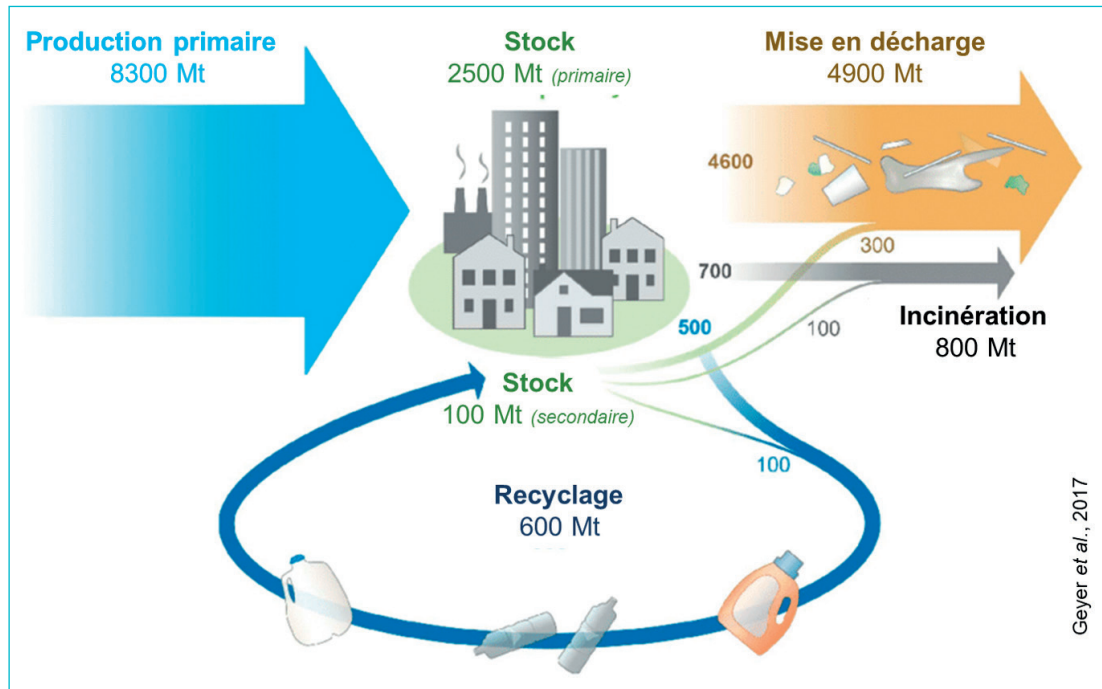 Production primaire
8300 Mt
Stock
2500 Mt (primaire)
Mise en décharge
4900 Mt
4600
300
700
100
Incinération
800 Mt
500
Stock
100 Mt (secondaire)
100
Recyclage
600 Mt
Geyer et al., 2017